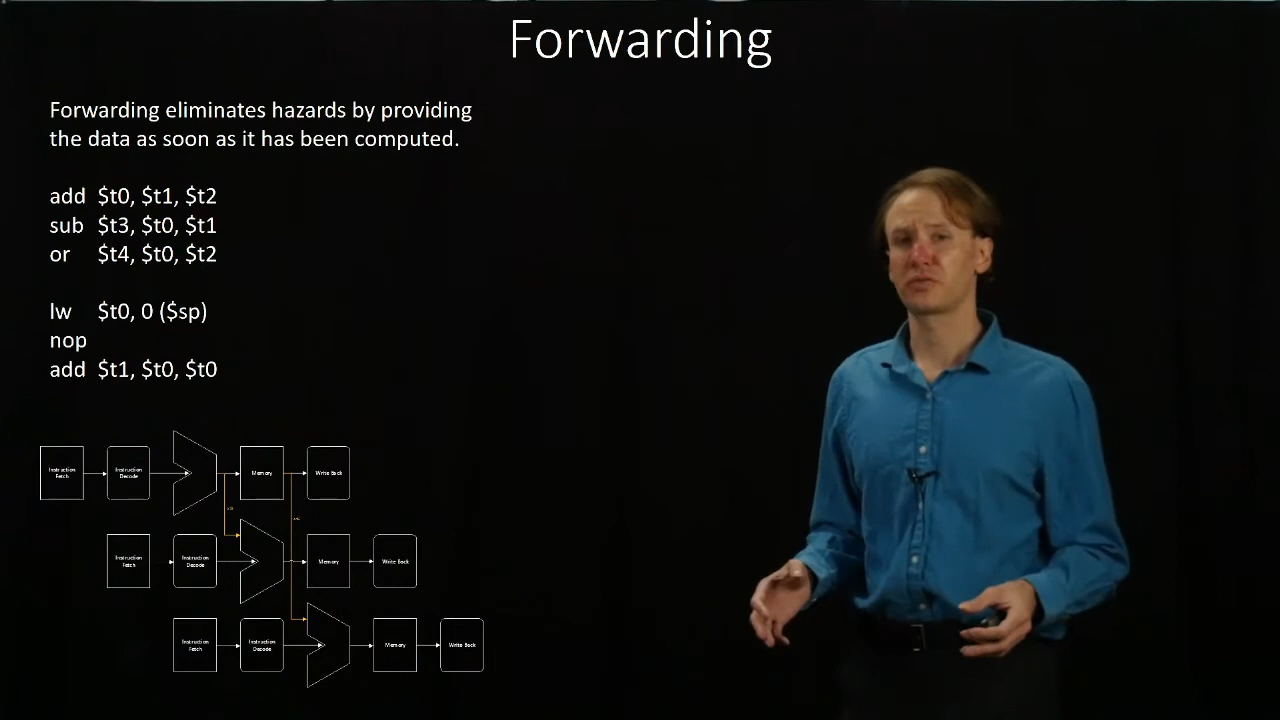 Forwarding
Forwarding eliminates hazards by providing
the data as soon as it has been computed.
add $t0, $t1, $t2
sub $t3, $t0, $t1
or $t4, $t0, $t2
lw $t0, 0 ($sp)
nop
add $t1, $t0, $t0
Instruction
Fetch
Instruction
Decode
Memory
Write Back
Instruction
Fetch
Instruction
Decode
Memory
Write Back
Instruction
Fetch
Instruction
Decode
Memory
Write Back